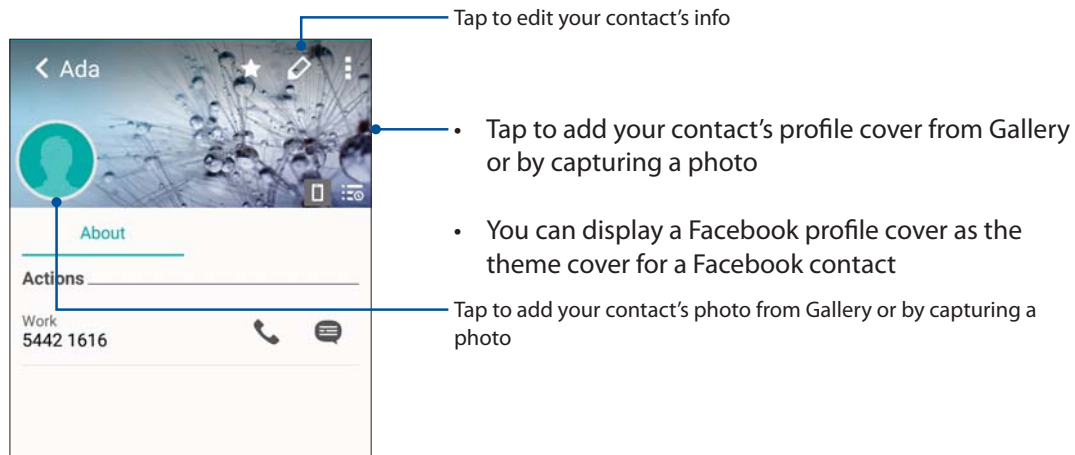 Tap to edit your contact's info
Ada
• Tap to add your contact's profile cover from Gallery
or by capturing a photo
• You can display a Facebook profile cover as the
theme cover for a Facebook contact
Tap to add your contact's photo from Gallery or by capturing a
photo
About
Actions
Work
5442 1616